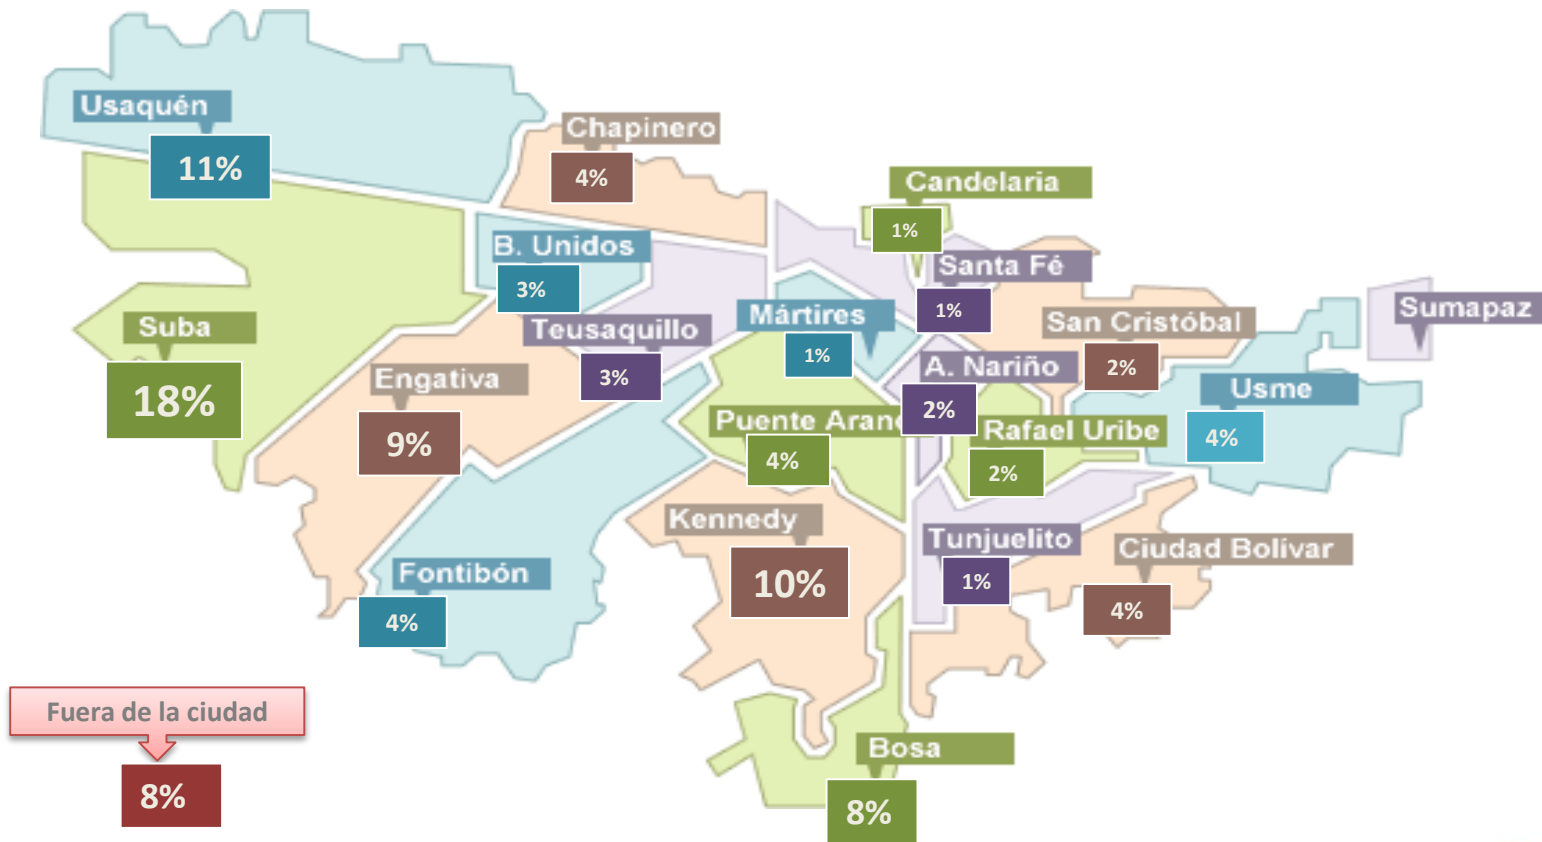 Usaquén
11%
Chapinero
4%
Candelaria
1%
B. Unidos
3%
Santa Fé
1%
Sumapaz
Suba
18%
Teusaquillo
3%
Mártires
1%
San Cristóbal
2%
Engativa
9%
A. Nariño
2%
Usme
4%
Puente Aran
4%
Rafael Uribe
2%
Kennedy
10%
Tunjuelito
1%
Ciudad Bolívar
4%
Fontibón
4%
Fuera de la ciudad
8%
Bosa
8%